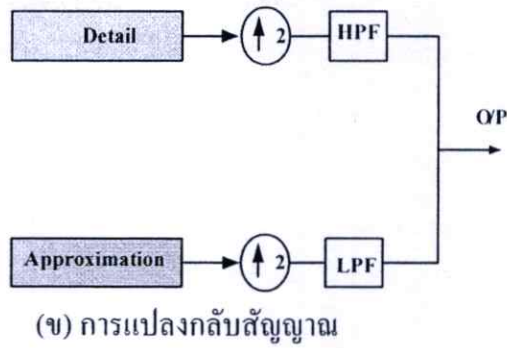 Detail
↑ 2
HPF
O/P
Approximation
↑ 2
LPF
(ข) การแปลงกลับสัญญาณ